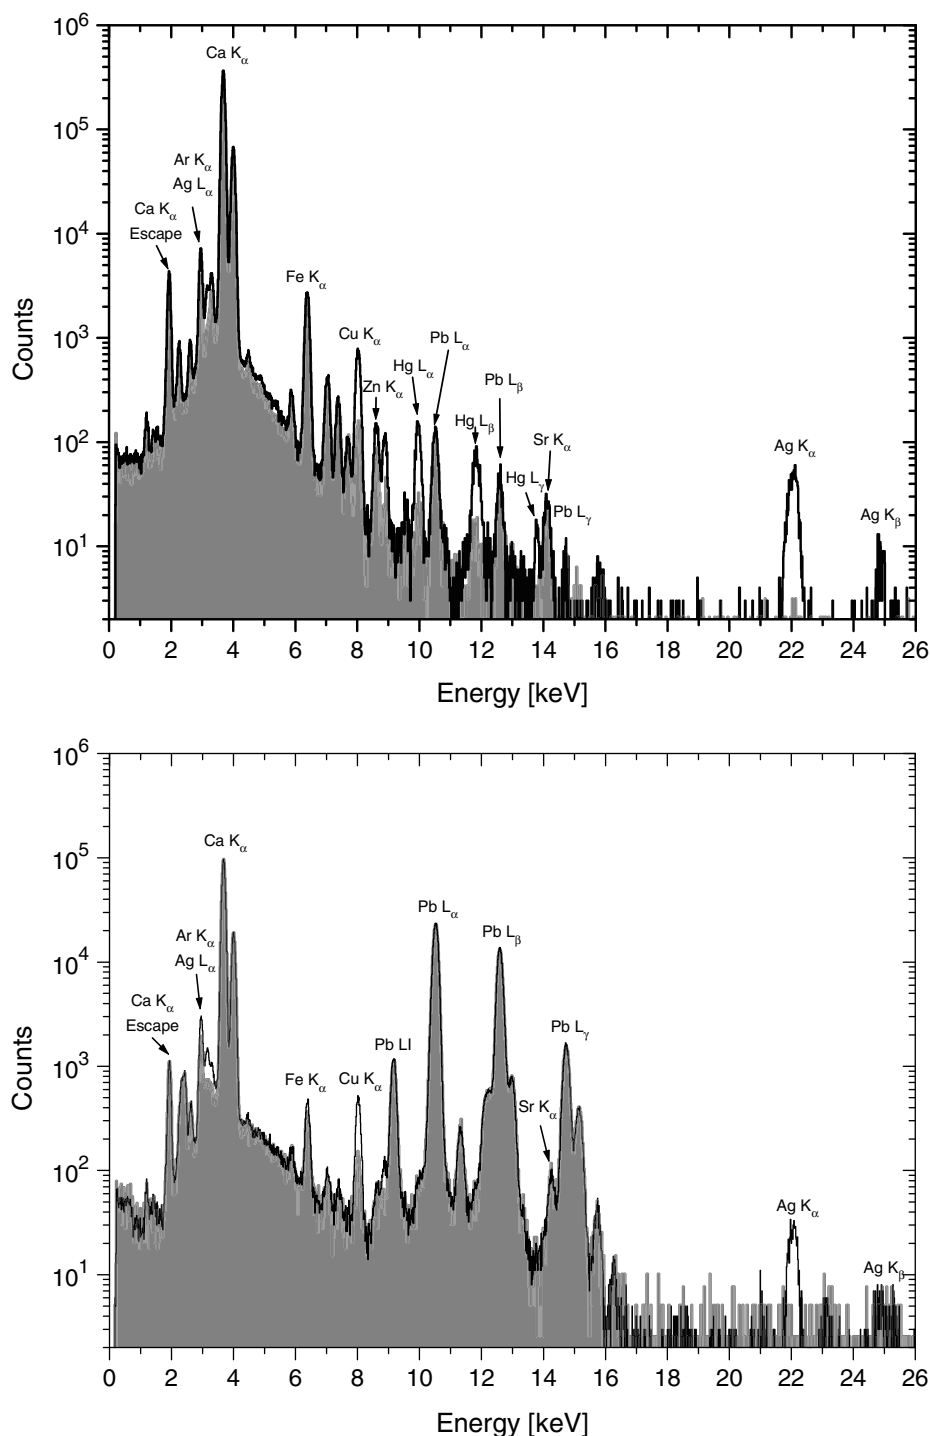 10⁶
10⁵
10⁴
10³
10²
10¹
Counts
Ca Kα
Ar Kα
Ag Lα
Ca Kα
Escape
Fe Kα
Cu Kα
Pb Lα
Hg Lα
Zn Kα
Pb Lβ
Hg Lβ
Sr Kα
Hg Lγ
Pb Lγ
Ag Kα
Ag Kβ
0 2 4 6 8 10 12 14 16 18 20 22 24 26
Energy [keV]
10⁶
10⁵
10⁴
10³
10²
10¹
Counts
Ca Kα
Ar Kα
Ag Lα
Ca Kα
Escape
Fe Kα
Cu Kα
Pb LI
Pb Lα
Pb Lβ
Pb Lγ
Sr Kα
Ag Kα
Ag Kβ
0 2 4 6 8 10 12 14 16 18 20 22 24 26
Energy [keV]